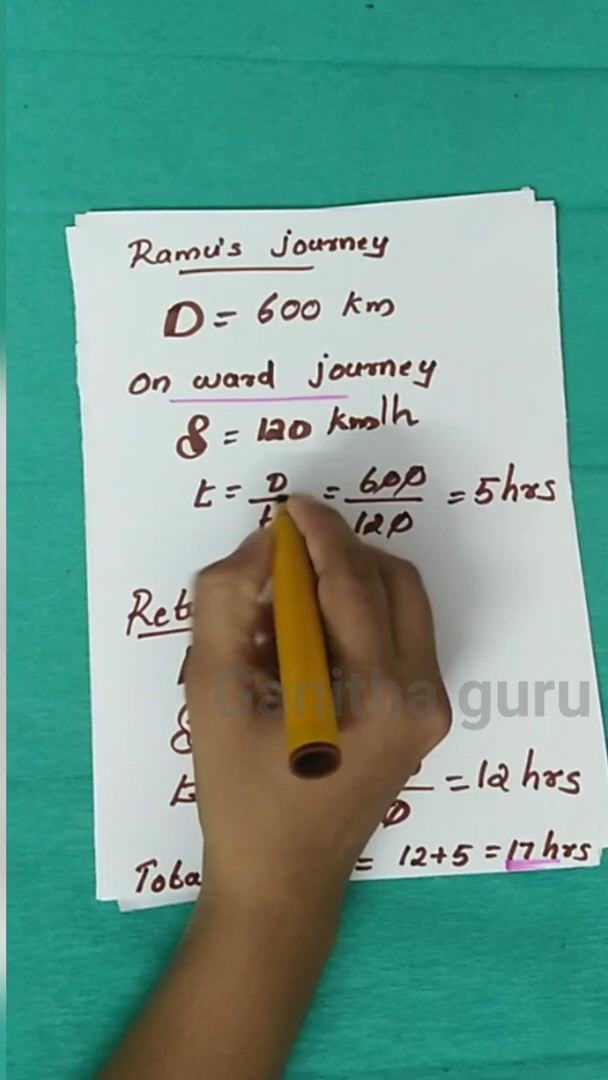 Ramu's journey
D = 600 km
On ward journey
S = 120 km/h
t = D/t = 600/120 = 5 hrs
Ganitha guru
= 12 hrs
= 12 + 5 = 17 hrs